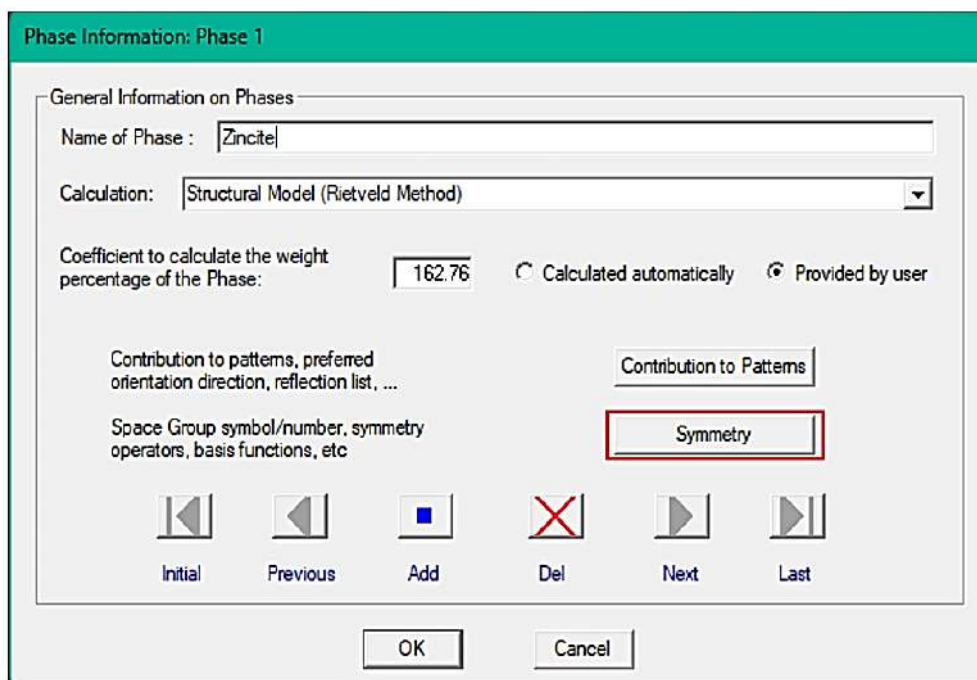 Phase Information: Phase 1
General Information on Phases
Name of Phase : Zincite
Calculation: Structural Model (Rietveld Method)
Coefficient to calculate the weight
percentage of the Phase: 162.76 Calculated automatically Provided by user
Contribution to patterns, preferred
orientation direction, reflection list, ...
Contribution to Patterns
Space Group symbol/number, symmetry
operators, basis functions, etc
Symmetry
Initial Previous Add Del Next Last
OK Cancel